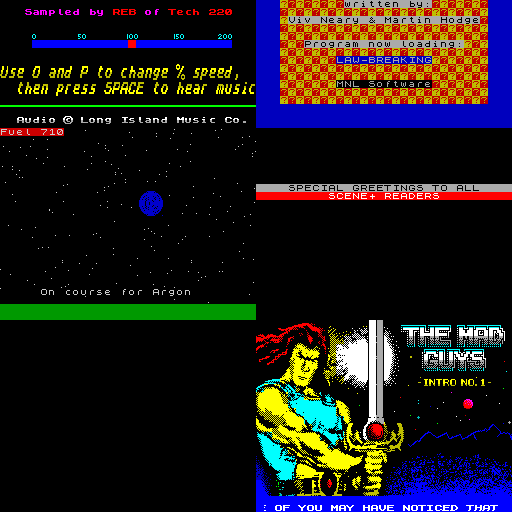 Sampled by REB of Tech 220
0 50 100 150 200
Use O and P to change % speed,
then press SPACE to hear music
Audio © Long Island Music Co.
Fuel 710
On course for Argon
written by:
Viv Neary & Martin Hodge
Program now loading:
LAW-BREAKING
MNL Software
SPECIAL GREETINGS TO ALL
SCENE+ READERS
THE MAD
GUYS
-INTRO NO.1-
: OF YOU MAY HAVE NOTICED THAT